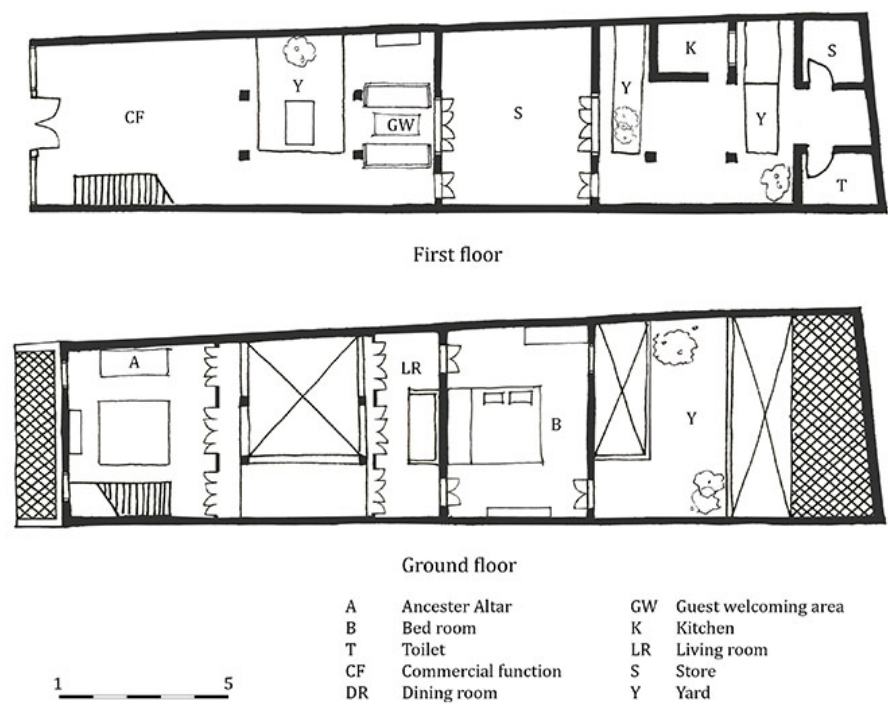 CF
Y
GW
S
Y
K
Y
S
T
First floor
A
LR
B
Y
Ground floor
A Ancester Altar
B Bed room
T Toilet
CF Commercial function
DR Dining room
GW Guest welcoming area
K Kitchen
LR Living room
S Store
Y Yard
1 5